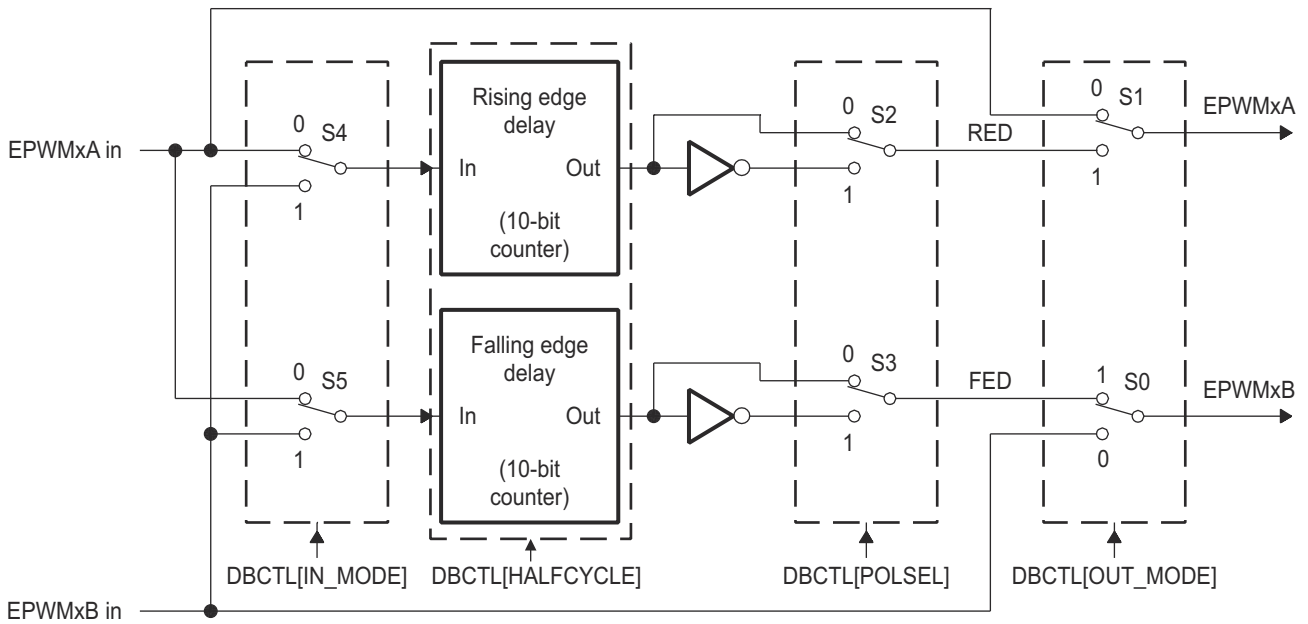 0 S1
EPWMxA
Rising edge
delay
0 S2
0 S4
RED
EPWMxA in
In Out
1
1
1
(10-bit
counter)
Falling edge
delay
0 S3
0 S5
FED
1 S0
EPWMxB
In Out
1
1
0
(10-bit
counter)
DBCTL[IN_MODE] DBCTL[HALFCYCLE] DBCTL[POLSEL] DBCTL[OUT_MODE]
EPWMxB in